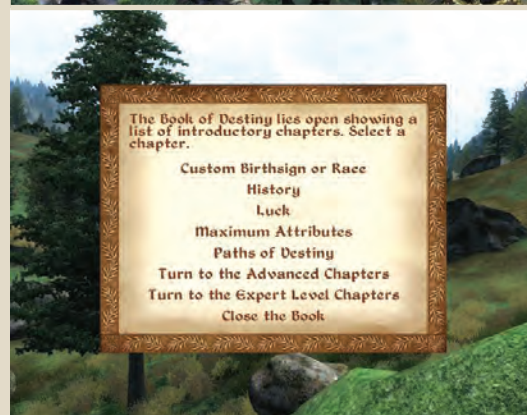 The Book of Destiny lies open showing a
list of introductory chapters. Select a
chapter.
Custom Birthsign or Race
History
Luck
Maximum Attributes
Paths of Destiny
Turn to the Advanced Chapters
Turn to the Expert Level Chapters
Close the Book